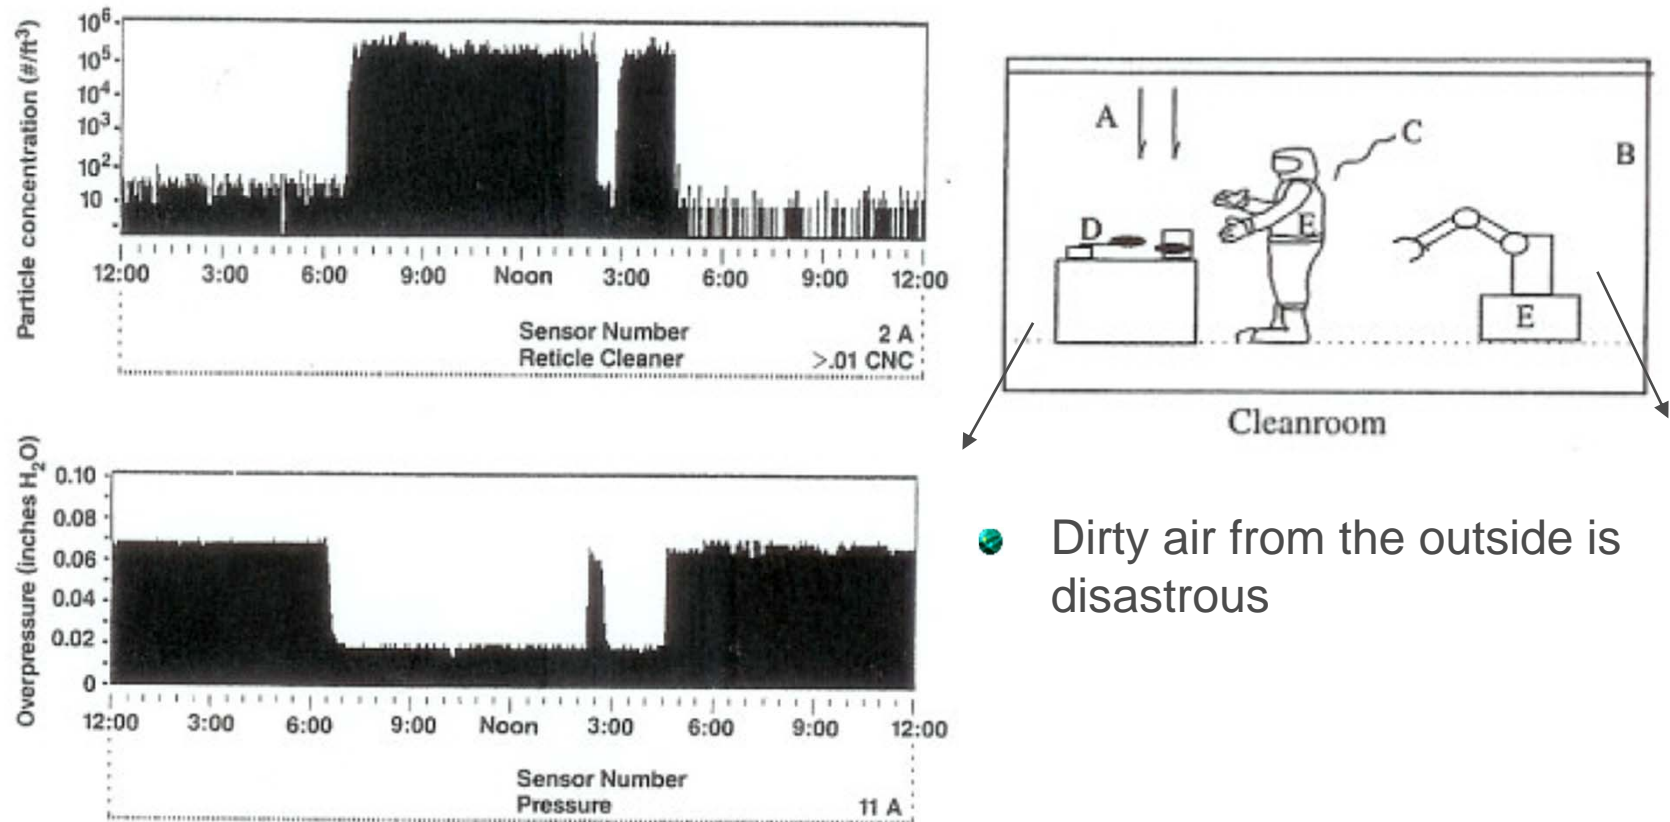 Particle concentration (#/ft³)
10⁶
10⁵
10⁴
10³
10²
10
12:00 3:00 6:00 9:00 Noon 3:00 6:00 9:00 12:00
Sensor Number 2 A
Reticle Cleaner >.01 CNC
Overpressure (inches H₂O)
0.10
0.08
0.06
0.04
0.02
0
12:00 3:00 6:00 9:00 Noon 3:00 6:00 9:00 12:00
Sensor Number
Pressure 11 A
A
C
B
D
E
E
Cleanroom
Dirty air from the outside is
disastrous